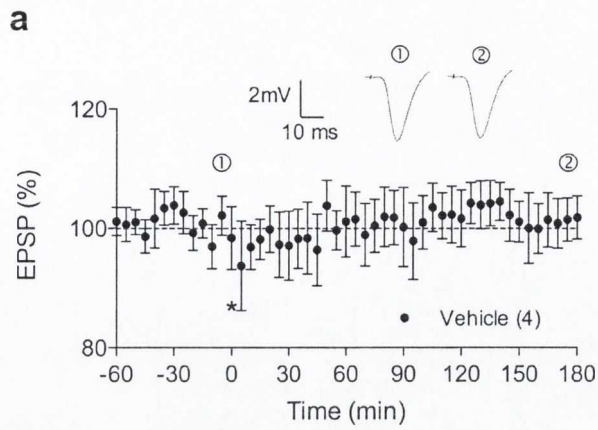 a
① ②
2mV
10 ms
120
① ②
100
EPSP (%)
*
Vehicle (4)
80
-60 -30 0 30 60 90 120 150 180
Time (min)